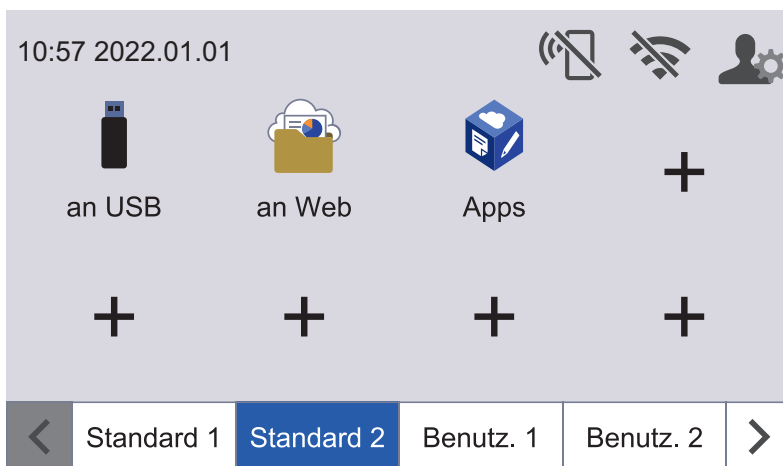 10:57 2022.01.01
an USB
an Web
Apps
Standard 1
Standard 2
Benutz. 1
Benutz. 2